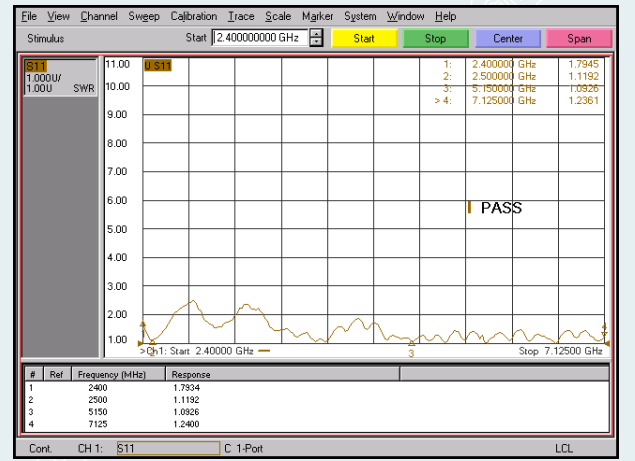 File View Channel Sweep Calibration Trace Scale Marker System Window Help
Stimulus Start 2.400000000 GHz Start Stop Center Span
S11
1.000U/
1.00U SWR
11.00
10.00
9.00
8.00
7.00
6.00
5.00
4.00
3.00
2.00
1.00
U S11
1: 2.400000 GHz 1.7945
2: 2.500000 GHz 1.1192
3: 5.150000 GHz 1.0926
> 4: 7.125000 GHz 1.2361
PASS
1
2
3
4
>Ch1: Start 2.40000 GHz Stop 7.12500 GHz
# Ref Frequency (MHz) Response
1 2400 1.7934
2 2500 1.1192
3 5150 1.0926
4 7125 1.2400
Cont. CH 1: S11 C 1-Port LCL